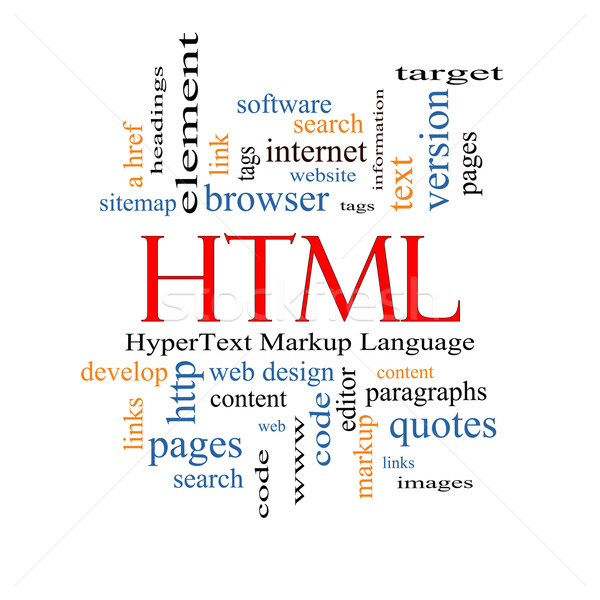 target
element
headings
software
search
information
version
a href
link
tags
internet
pages
website
text
sitemap
browser
tags
HTML
stockfresh
HyperText Markup Language
develop
http
web design
editor
content
content
paragraphs
links
code
pages
web
www
markup
quotes
search
code
links
images